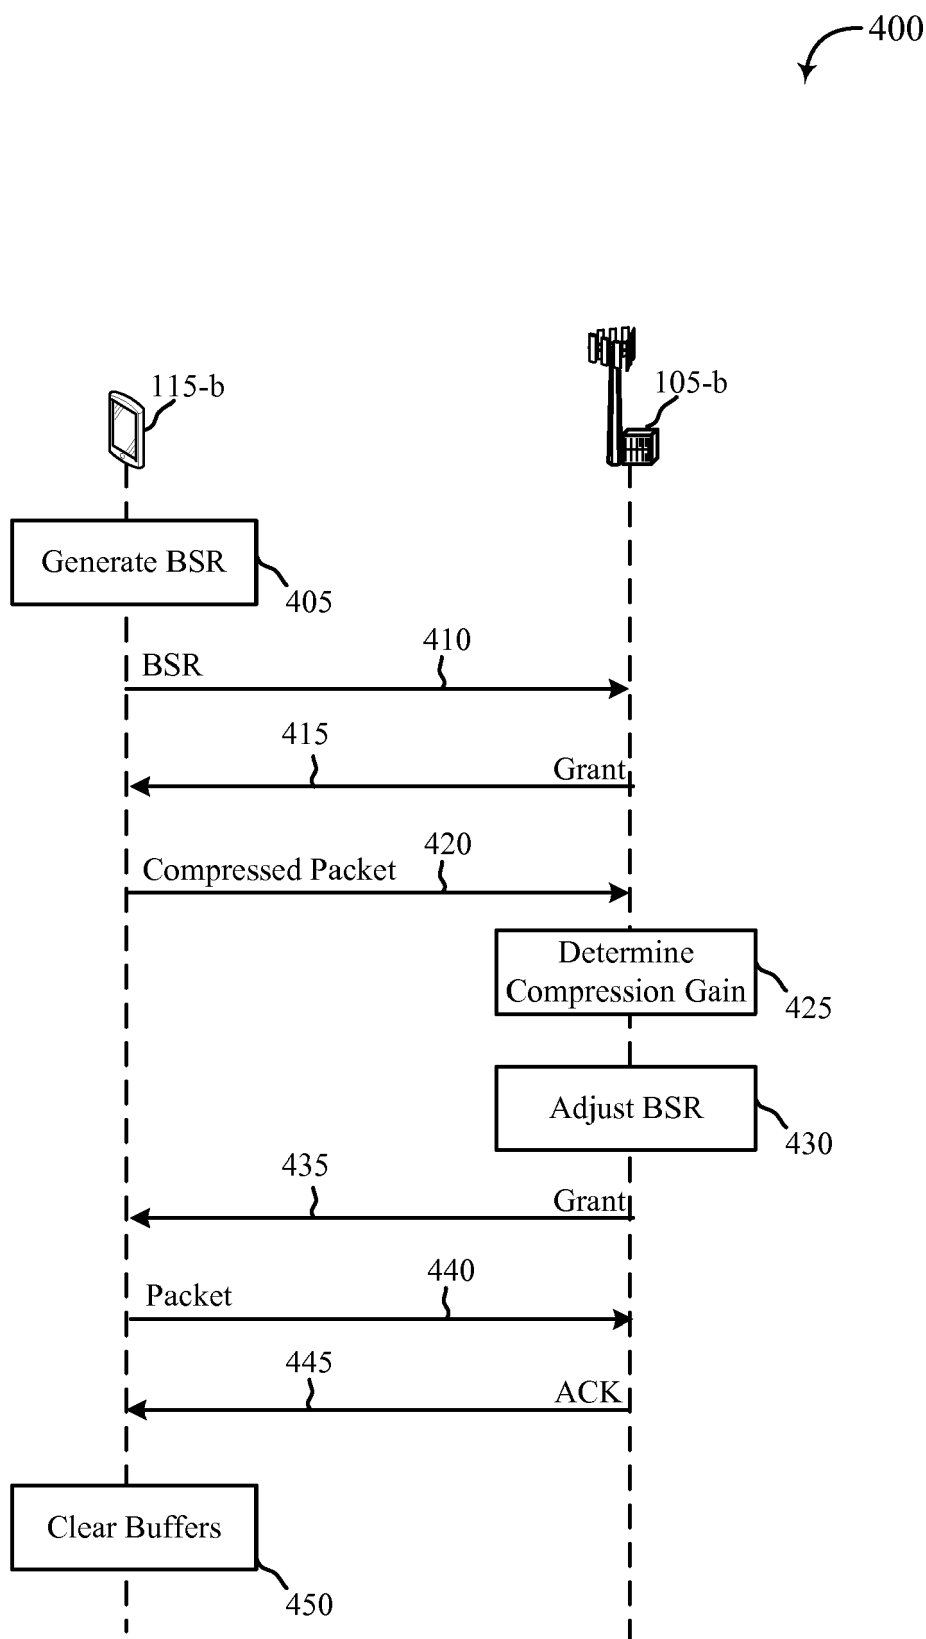 400
115-b
105-b
Generate BSR
405
410
BSR
415
Grant
420
Compressed Packet
Determine
Compression Gain
425
Adjust BSR
430
435
Grant
440
Packet
445
ACK
Clear Buffers
450